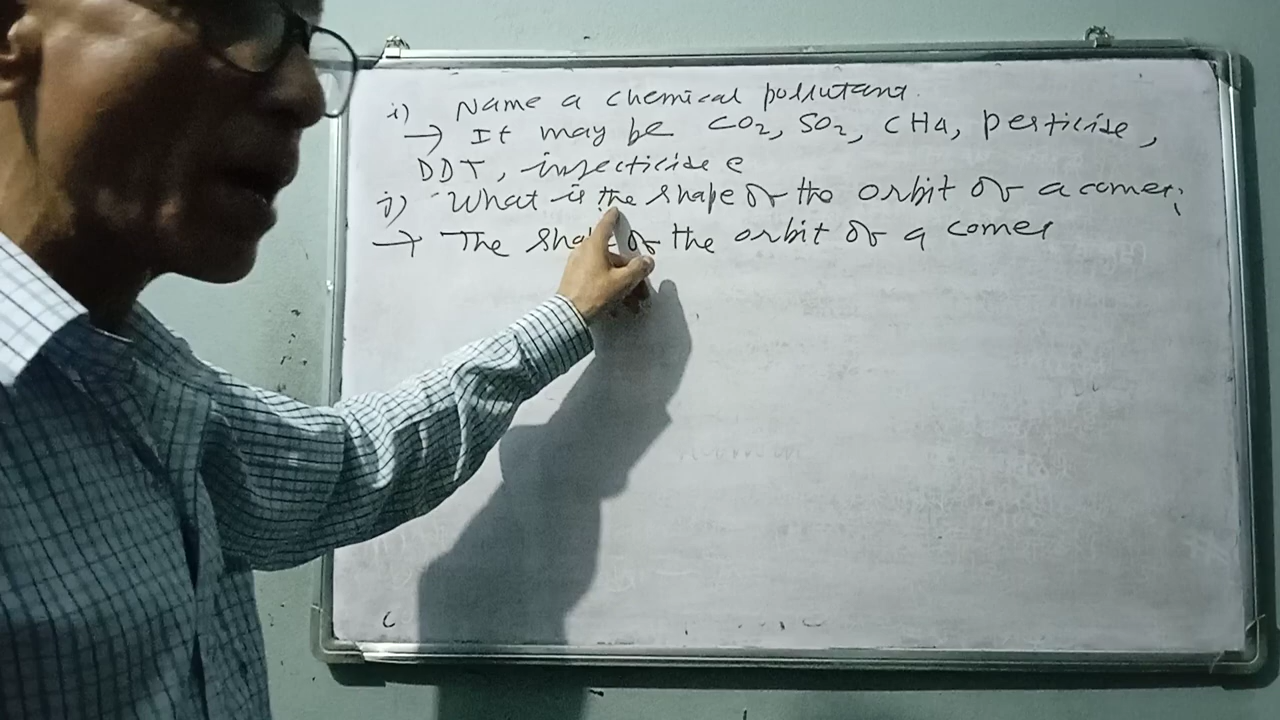 i) Name a chemical pollutant.
→ It may be CO2, SO2, CH4, pesticide,
DDT, insecticide e
j) What is the shape of the orbit of a comet?
→ The shape of the orbit of a comet